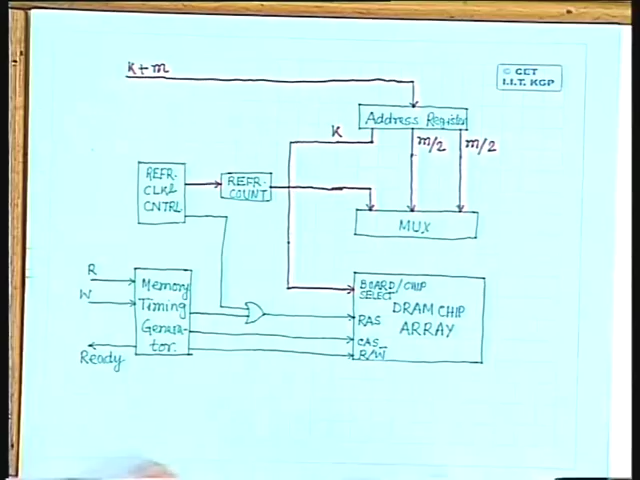 k+m
© CET
I.I.T. KGP
Address Register
k
m/2
m/2
REFR-
CLK &
CNTRL
REFR-
COUNT
MUX
R
W
Ready
Memory
Timing
Genera-
tor.
BOARD/CHIP
SELECT
DRAM CHIP
ARRAY
RAS
CAS
R/W̅